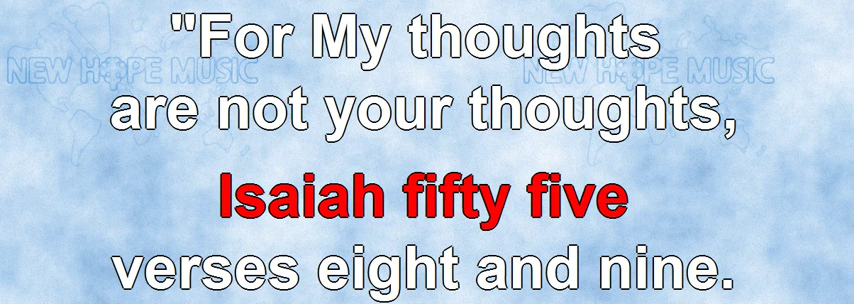 "For My thoughts
NEW HOPE MUSIC NEW HOPE MUSIC
are not your thoughts,
Isaiah fifty five
verses eight and nine.